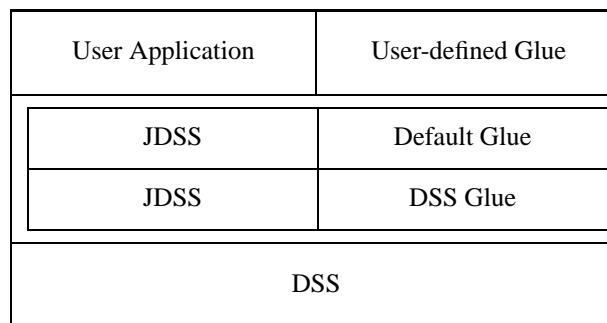 User Application User-defined Glue
JDSS Default Glue
JDSS DSS Glue
DSS